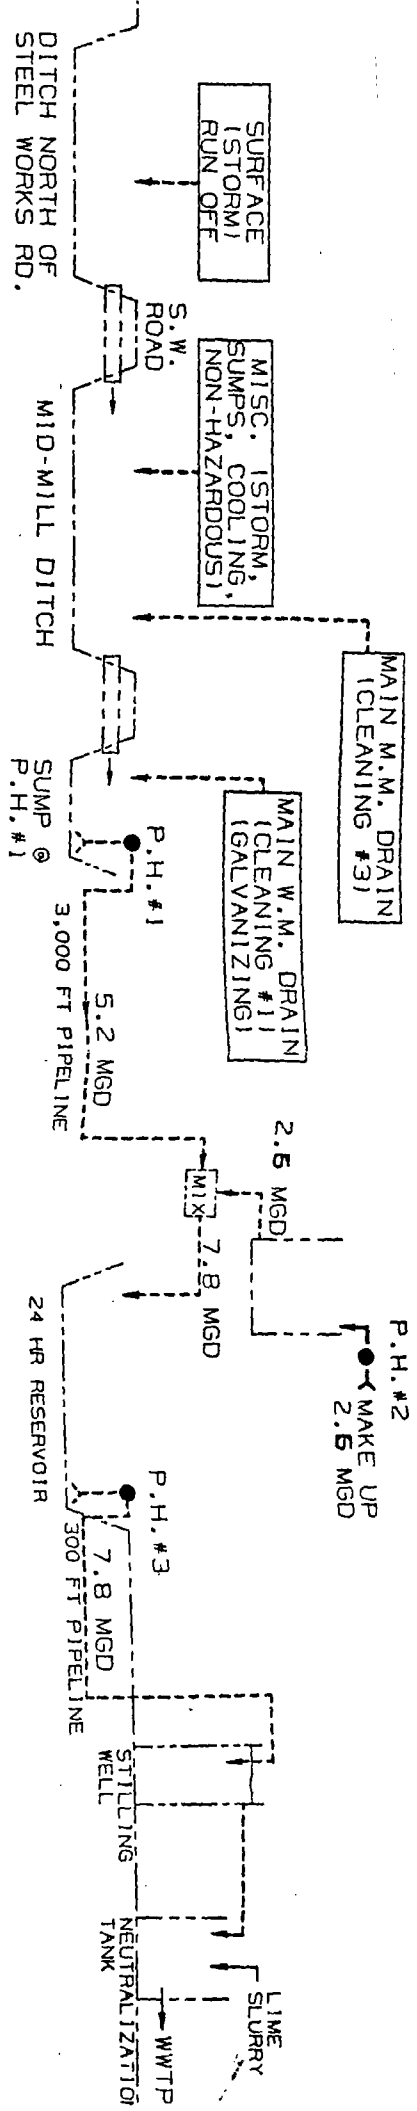 SURFACE
(STORM)
RUN OFF
DITCH NORTH OF
STEEL WORKS RD.
S.W.
ROAD
MISC. (STORM,
SUMPS, COOLING,
NON-HAZARDOUS)
MID-MILL DITCH
MAIN M.M. DRAIN
(CLEANING #3)
MAIN W.M. DRAIN
(CLEANING #1)
(GALVANIZING)
SUMP @
P.H.#1
P.H.#1
5.2 MGD
3,000 FT PIPELINE
2.6 MGD
MIX
7.8 MGD
P.H.#2
MAKE UP
2.6 MGD
24 HR RESERVOIR
P.H.#3
7.8 MGD
300 FT PIPELINE
STILLING
WELL
LIME
SLURRY
NEUTRALIZATION
TANK
WWTP